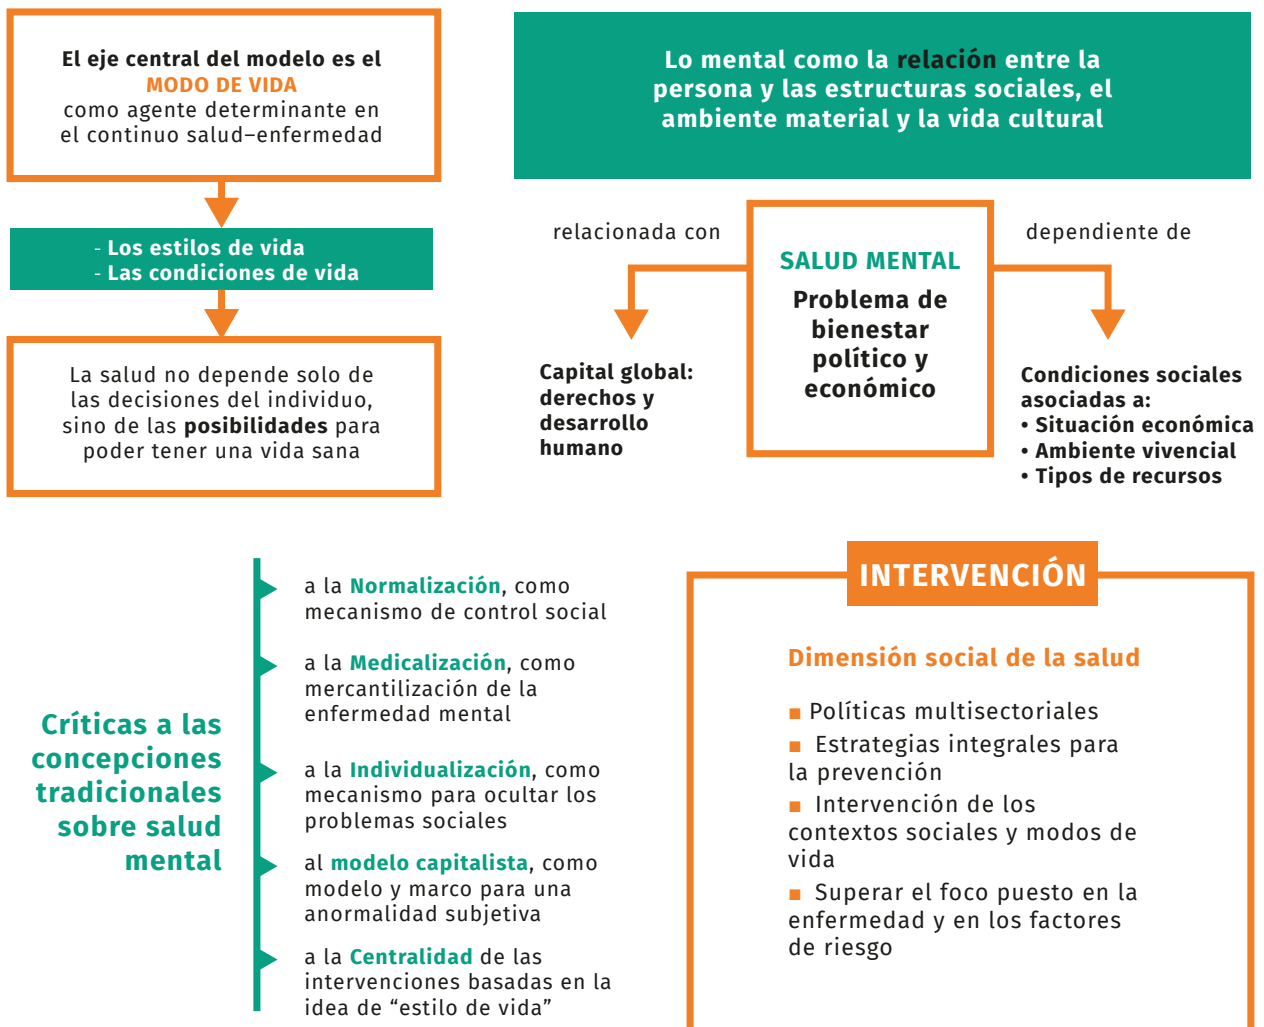 El eje central del modelo es el
MODO DE VIDA
como agente determinante en
el continuo salud–enfermedad
- Los estilos de vida
- Las condiciones de vida
La salud no depende solo de
las decisiones del individuo,
sino de las posibilidades para
poder tener una vida sana
Lo mental como la relación entre la
persona y las estructuras sociales, el
ambiente material y la vida cultural
relacionada con
SALUD MENTAL
Problema de
bienestar
político y
económico
dependiente de
Capital global:
derechos y
desarrollo
humano
Condiciones sociales
asociadas a:
• Situación económica
• Ambiente vivencial
• Tipos de recursos
Críticas a las
concepciones
tradicionales
sobre salud
mental
a la Normalización, como
mecanismo de control social
a la Medicalización, como
mercantilización de la
enfermedad mental
a la Individualización, como
mecanismo para ocultar los
problemas sociales
al modelo capitalista, como
modelo y marco para una
anormalidad subjetiva
a la Centralidad de las
intervenciones basadas en la
idea de “estilo de vida”
INTERVENCIÓN
Dimensión social de la salud
■ Políticas multisectoriales
■ Estrategias integrales para
la prevención
■ Intervención de los
contextos sociales y modos de
vida
■ Superar el foco puesto en la
enfermedad y en los factores
de riesgo